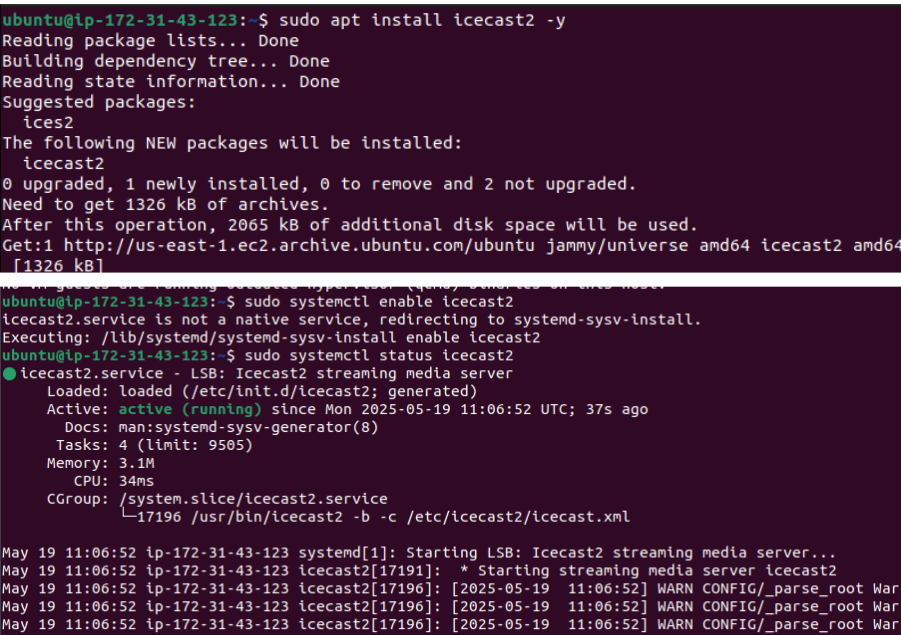 ubuntu@ip-172-31-43-123:~$ sudo apt install icecast2 -y
Reading package lists... Done
Building dependency tree... Done
Reading state information... Done
Suggested packages:
  ices2
The following NEW packages will be installed:
  icecast2
0 upgraded, 1 newly installed, 0 to remove and 2 not upgraded.
Need to get 1326 kB of archives.
After this operation, 2065 kB of additional disk space will be used.
Get:1 http://us-east-1.ec2.archive.ubuntu.com/ubuntu jammy/universe amd64 icecast2 amd64
 [1326 kB]
No VM guests are running outdated hypervisor (qemu) binaries on this host.
ubuntu@ip-172-31-43-123:~$ sudo systemctl enable icecast2
icecast2.service is not a native service, redirecting to systemd-sysv-install.
Executing: /lib/systemd/systemd-sysv-install enable icecast2
ubuntu@ip-172-31-43-123:~$ sudo systemctl status icecast2
● icecast2.service - LSB: Icecast2 streaming media server
     Loaded: loaded (/etc/init.d/icecast2; generated)
     Active: active (running) since Mon 2025-05-19 11:06:52 UTC; 37s ago
       Docs: man:systemd-sysv-generator(8)
      Tasks: 4 (limit: 9505)
     Memory: 3.1M
        CPU: 34ms
     CGroup: /system.slice/icecast2.service
             └─17196 /usr/bin/icecast2 -b -c /etc/icecast2/icecast.xml
May 19 11:06:52 ip-172-31-43-123 systemd[1]: Starting LSB: Icecast2 streaming media server...
May 19 11:06:52 ip-172-31-43-123 icecast2[17191]:  * Starting streaming media server icecast2
May 19 11:06:52 ip-172-31-43-123 icecast2[17196]: [2025-05-19  11:06:52] WARN CONFIG/_parse_root War
May 19 11:06:52 ip-172-31-43-123 icecast2[17196]: [2025-05-19  11:06:52] WARN CONFIG/_parse_root War
May 19 11:06:52 ip-172-31-43-123 icecast2[17196]: [2025-05-19  11:06:52] WARN CONFIG/_parse_root War